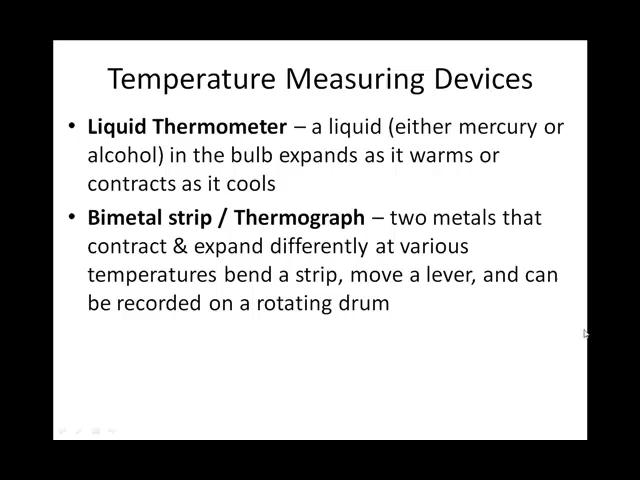 Temperature Measuring Devices
• Liquid Thermometer – a liquid (either mercury or
alcohol) in the bulb expands as it warms or
contracts as it cools
• Bimetal strip / Thermograph – two metals that
contract & expand differently at various
temperatures bend a strip, move a lever, and can
be recorded on a rotating drum